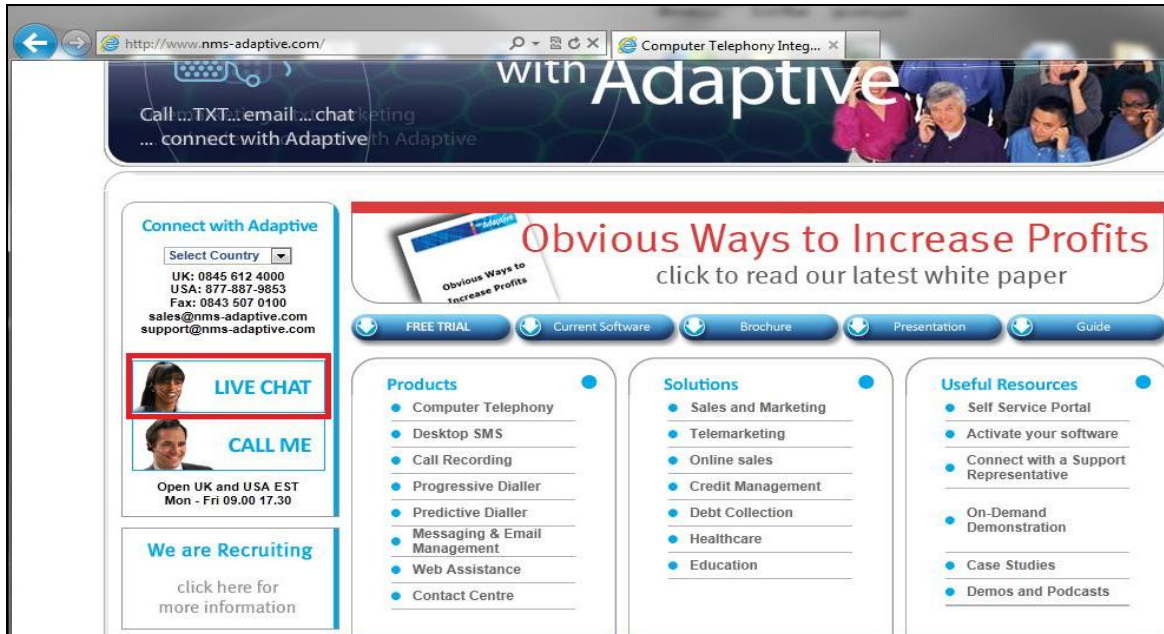 http://www.nms-adaptive.com/
Computer Telephony Integ...
with Adaptive
Call ... TXT... email ... chat
... connect with Adaptive
Connect with Adaptive
Select Country
UK: 0845 612 4000
USA: 877-887-9853
Fax: 0843 507 0100
sales@nms-adaptive.com
support@nms-adaptive.com
LIVE CHAT
CALL ME
Open UK and USA EST
Mon - Fri 09.00 17.30
We are Recruiting
click here for
more information
Adaptive
Obvious Ways to
Increase Profits
Obvious Ways to Increase Profits
click to read our latest white paper
FREE TRIAL
Current Software
Brochure
Presentation
Guide
Products
Computer Telephony
Desktop SMS
Call Recording
Progressive Dialler
Predictive Dialler
Messaging & Email
Management
Web Assistance
Contact Centre
Solutions
Sales and Marketing
Telemarketing
Online sales
Credit Management
Debt Collection
Healthcare
Education
Useful Resources
Self Service Portal
Activate your software
Connect with a Support
Representative
On-Demand
Demonstration
Case Studies
Demos and Podcasts